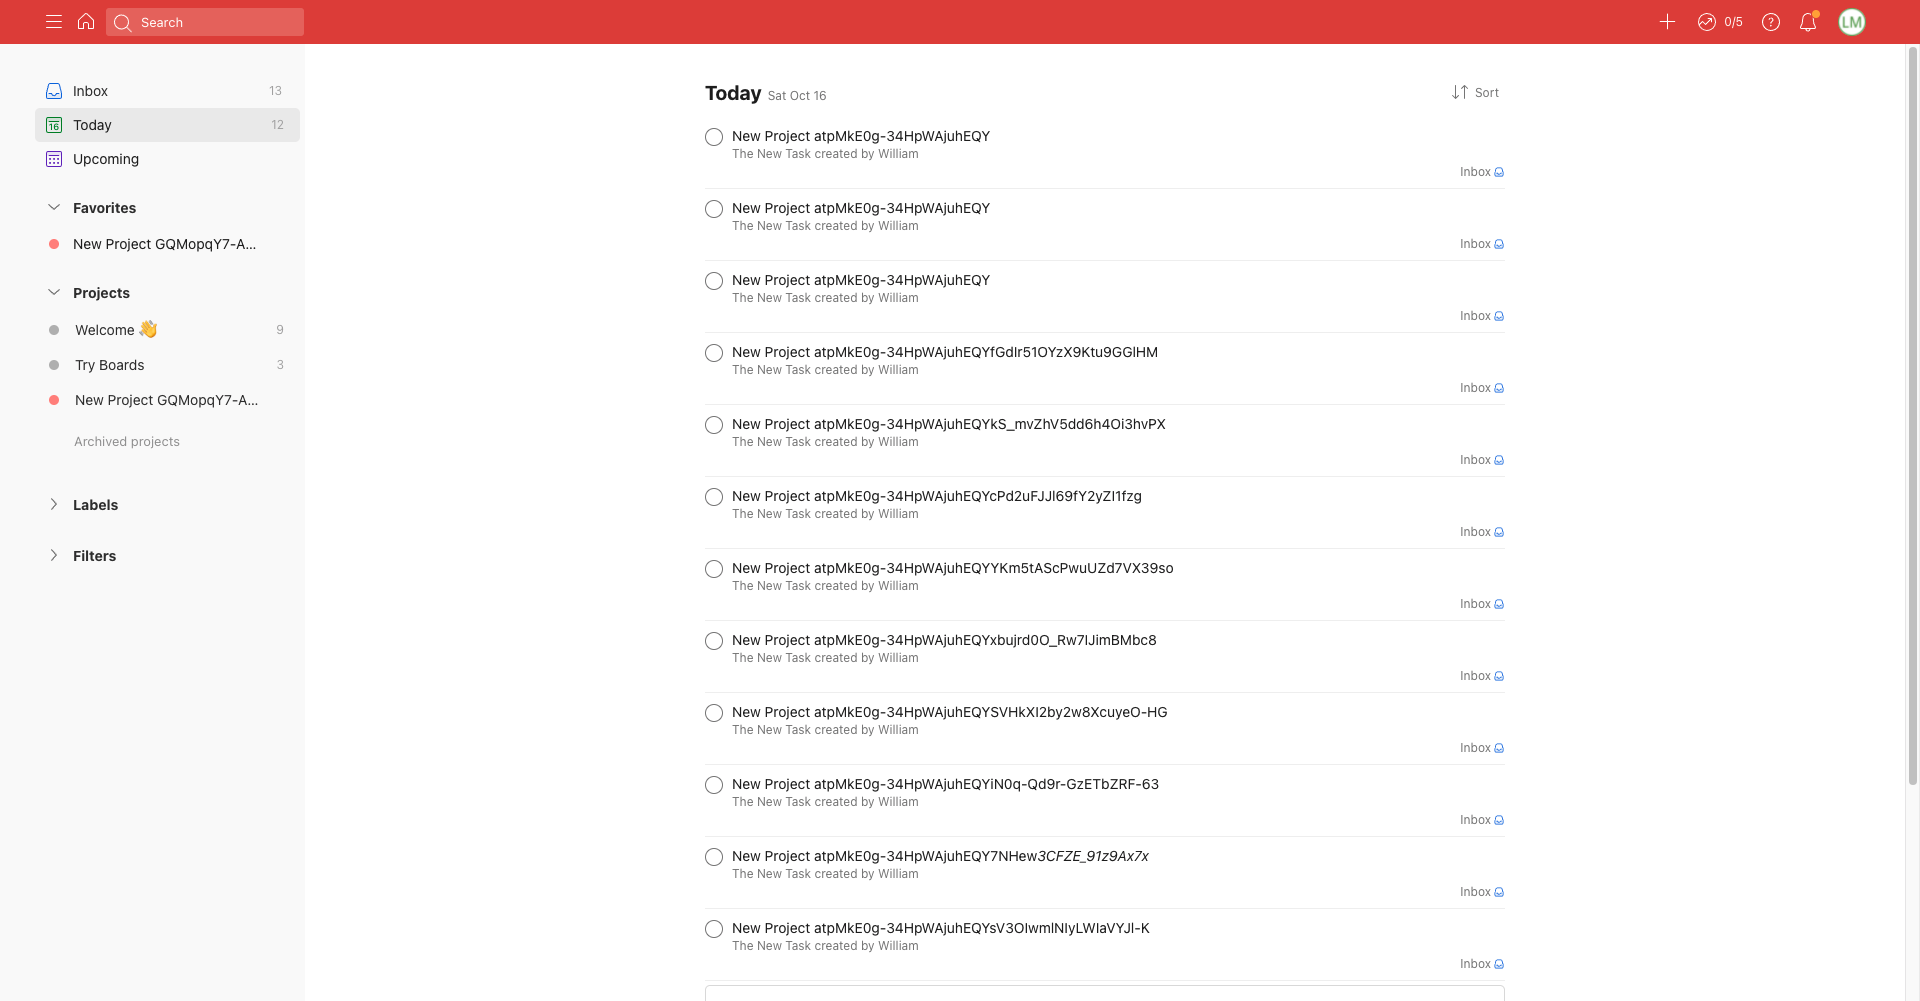 Search
0/5
LM
Inbox 13
16 Today 12
Upcoming
Favorites
New Project GQMopqY7-A...
Projects
Welcome 👋 9
Try Boards 3
New Project GQMopqY7-A...
Archived projects
Labels
Filters
Today Sat Oct 16
Sort
New Project atpMkE0g-34HpWAjuhEQY
The New Task created by William
Inbox
New Project atpMkE0g-34HpWAjuhEQY
The New Task created by William
Inbox
New Project atpMkE0g-34HpWAjuhEQY
The New Task created by William
Inbox
New Project atpMkE0g-34HpWAjuhEQYfGdIr51OYzX9Ktu9GGlHM
The New Task created by William
Inbox
New Project atpMkE0g-34HpWAjuhEQYkS_mvZhV5dd6h4Oi3hvPX
The New Task created by William
Inbox
New Project atpMkE0g-34HpWAjuhEQYcPd2uFJJl69fY2yZI1fzg
The New Task created by William
Inbox
New Project atpMkE0g-34HpWAjuhEQYYKm5tAScPwuUZd7VX39so
The New Task created by William
Inbox
New Project atpMkE0g-34HpWAjuhEQYxbujrd0O_Rw7lJimBMbc8
The New Task created by William
Inbox
New Project atpMkE0g-34HpWAjuhEQYSVHkXI2by2w8XcuyeO-HG
The New Task created by William
Inbox
New Project atpMkE0g-34HpWAjuhEQYiN0q-Qd9r-GzETbZRF-63
The New Task created by William
Inbox
New Project atpMkE0g-34HpWAjuhEQY7NHew3CFZE_91z9Ax7x
The New Task created by William
Inbox
New Project atpMkE0g-34HpWAjuhEQYsV3OIwmlNIyLWlaVYJl-K
The New Task created by William
Inbox